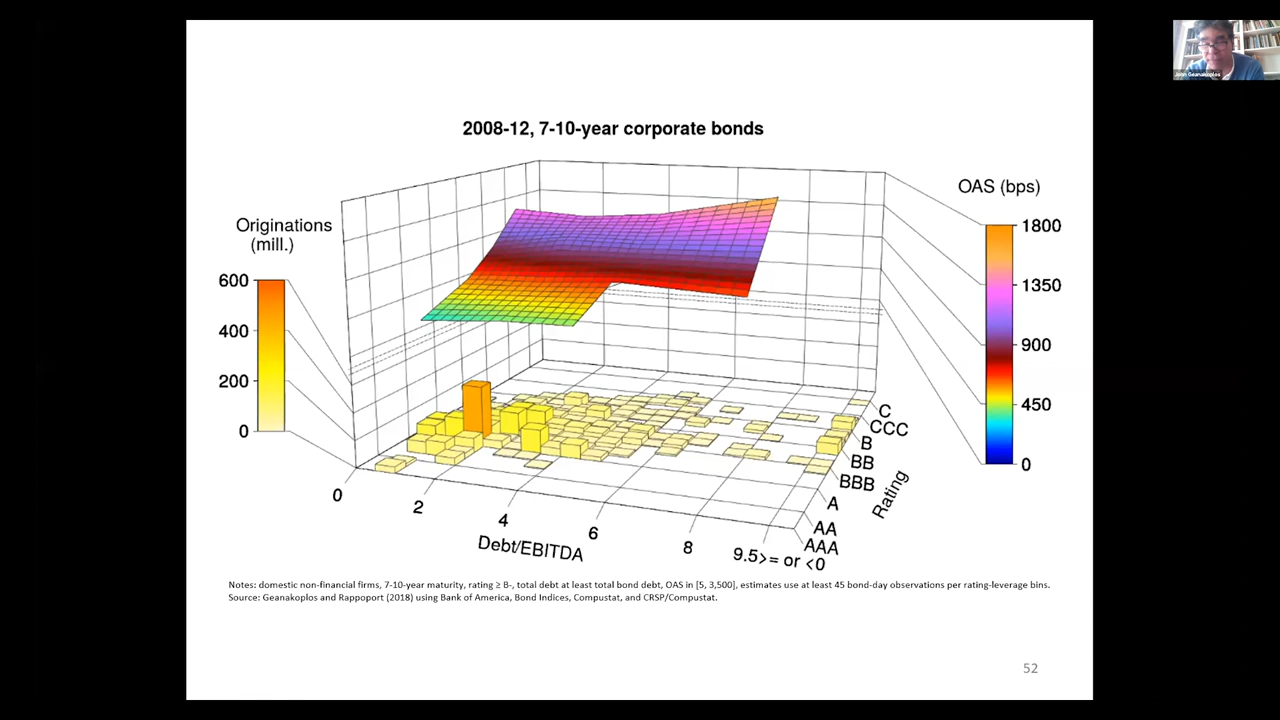 John Geanakoplos
2008-12, 7-10-year corporate bonds
OAS (bps)
Originations
(mill.)
600
400
200
0
1800
1350
900
450
0
0
2
4
6
8
9.5>= or <0
Debt/EBITDA
C
CCC
B
BB
BBB
A
AA
AAA
Rating
Notes: domestic non-financial firms, 7-10-year maturity, rating ≥ B-, total debt at least total bond debt, OAS in [5, 3,500], estimates use at least 45 bond-day observations per rating-leverage bins.
Source: Geanakoplos and Rappoport (2018) using Bank of America, Bond Indices, Compustat, and CRSP/Compustat.
52